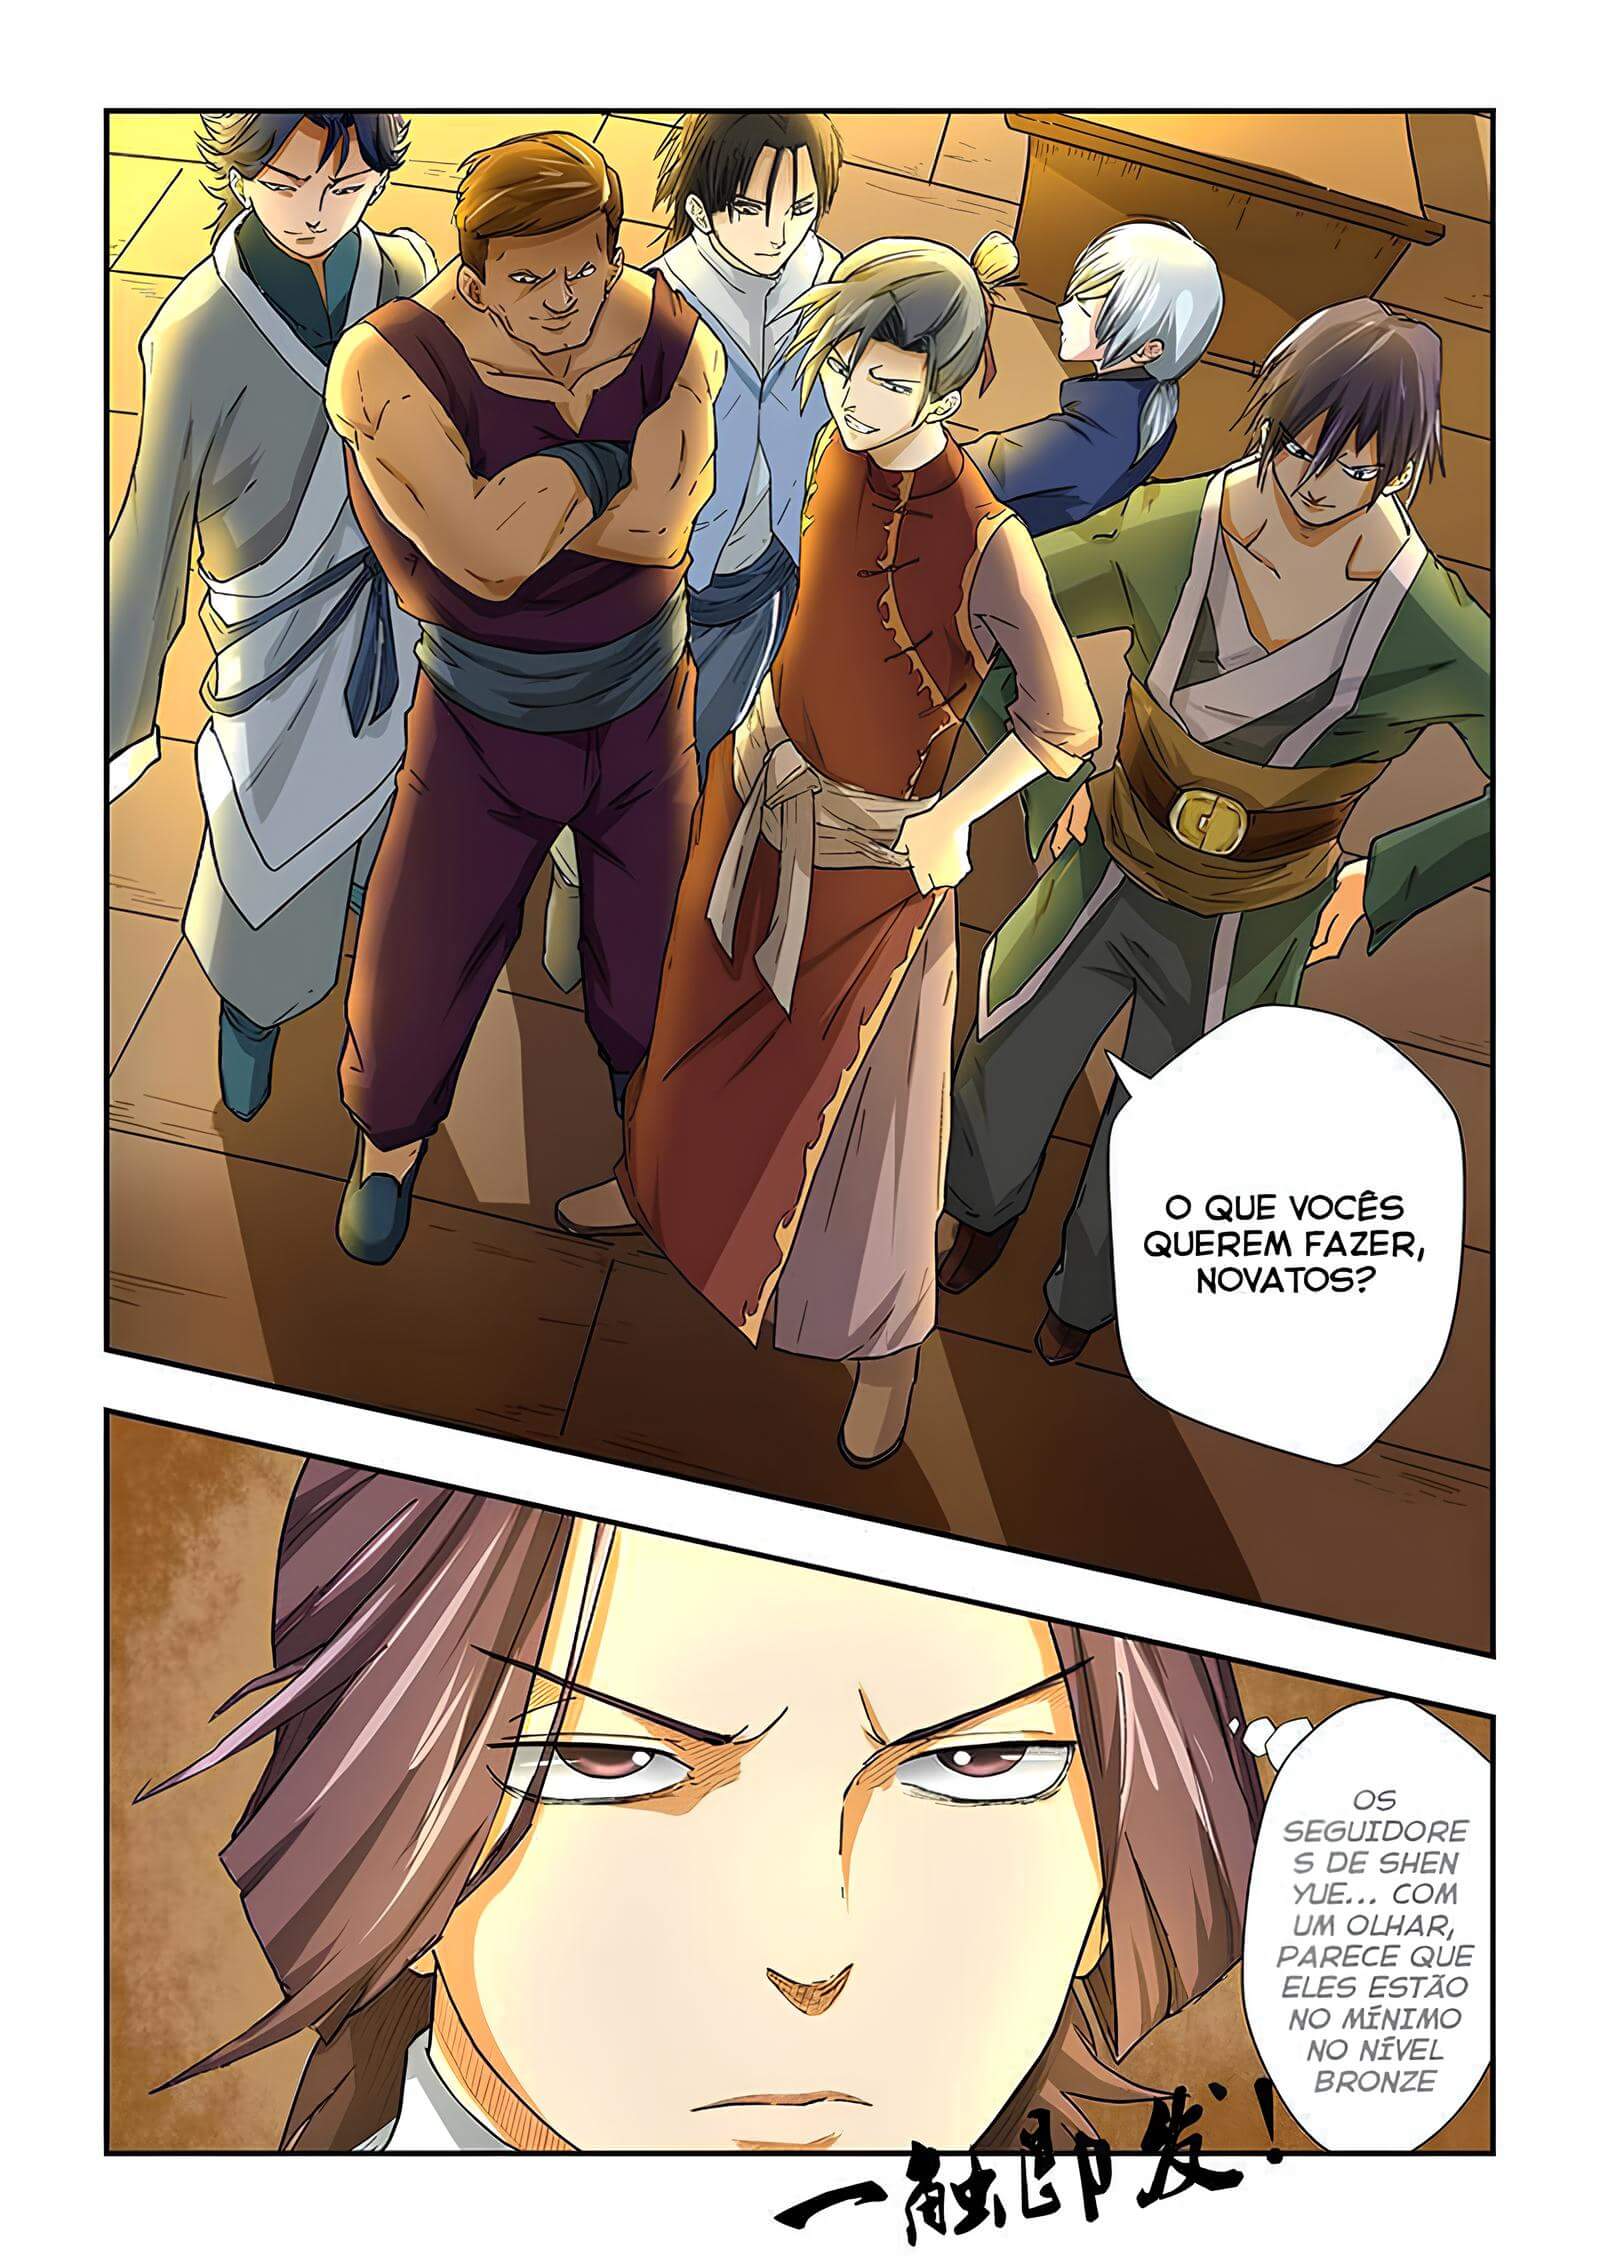 O QUE VOCÊS
QUEREM FAZER,
NOVATOS?
OS
SEGUIDORE
S DE SHEN
YUE... COM
UM OLHAR,
PARECE QUE
ELES ESTÃO
NO MÍNIMO
NO NÍVEL
BRONZE
一触即发！